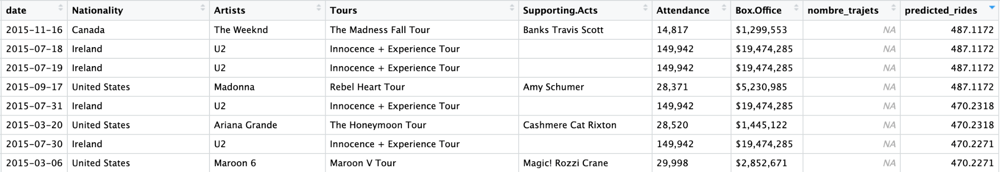 date Nationality Artists Tours Supporting.Acts Attendance Box.Office nombre_trajets predicted_rides
2015-11-16 Canada The Weeknd The Madness Fall Tour Banks Travis Scott 14,817 $1,299,553 NA 487.1172
2015-07-18 Ireland U2 Innocence + Experience Tour 149,942 $19,474,285 NA 487.1172
2015-07-19 Ireland U2 Innocence + Experience Tour 149,942 $19,474,285 NA 487.1172
2015-09-17 United States Madonna Rebel Heart Tour Amy Schumer 28,371 $5,230,985 NA 487.1172
2015-07-31 Ireland U2 Innocence + Experience Tour 149,942 $19,474,285 NA 470.2318
2015-03-20 United States Ariana Grande The Honeymoon Tour Cashmere Cat Rixton 28,520 $1,445,122 NA 470.2318
2015-07-30 Ireland U2 Innocence + Experience Tour 149,942 $19,474,285 NA 470.2271
2015-03-06 United States Maroon 6 Maroon V Tour Magic! Rozzi Crane 29,998 $2,852,671 NA 470.2271